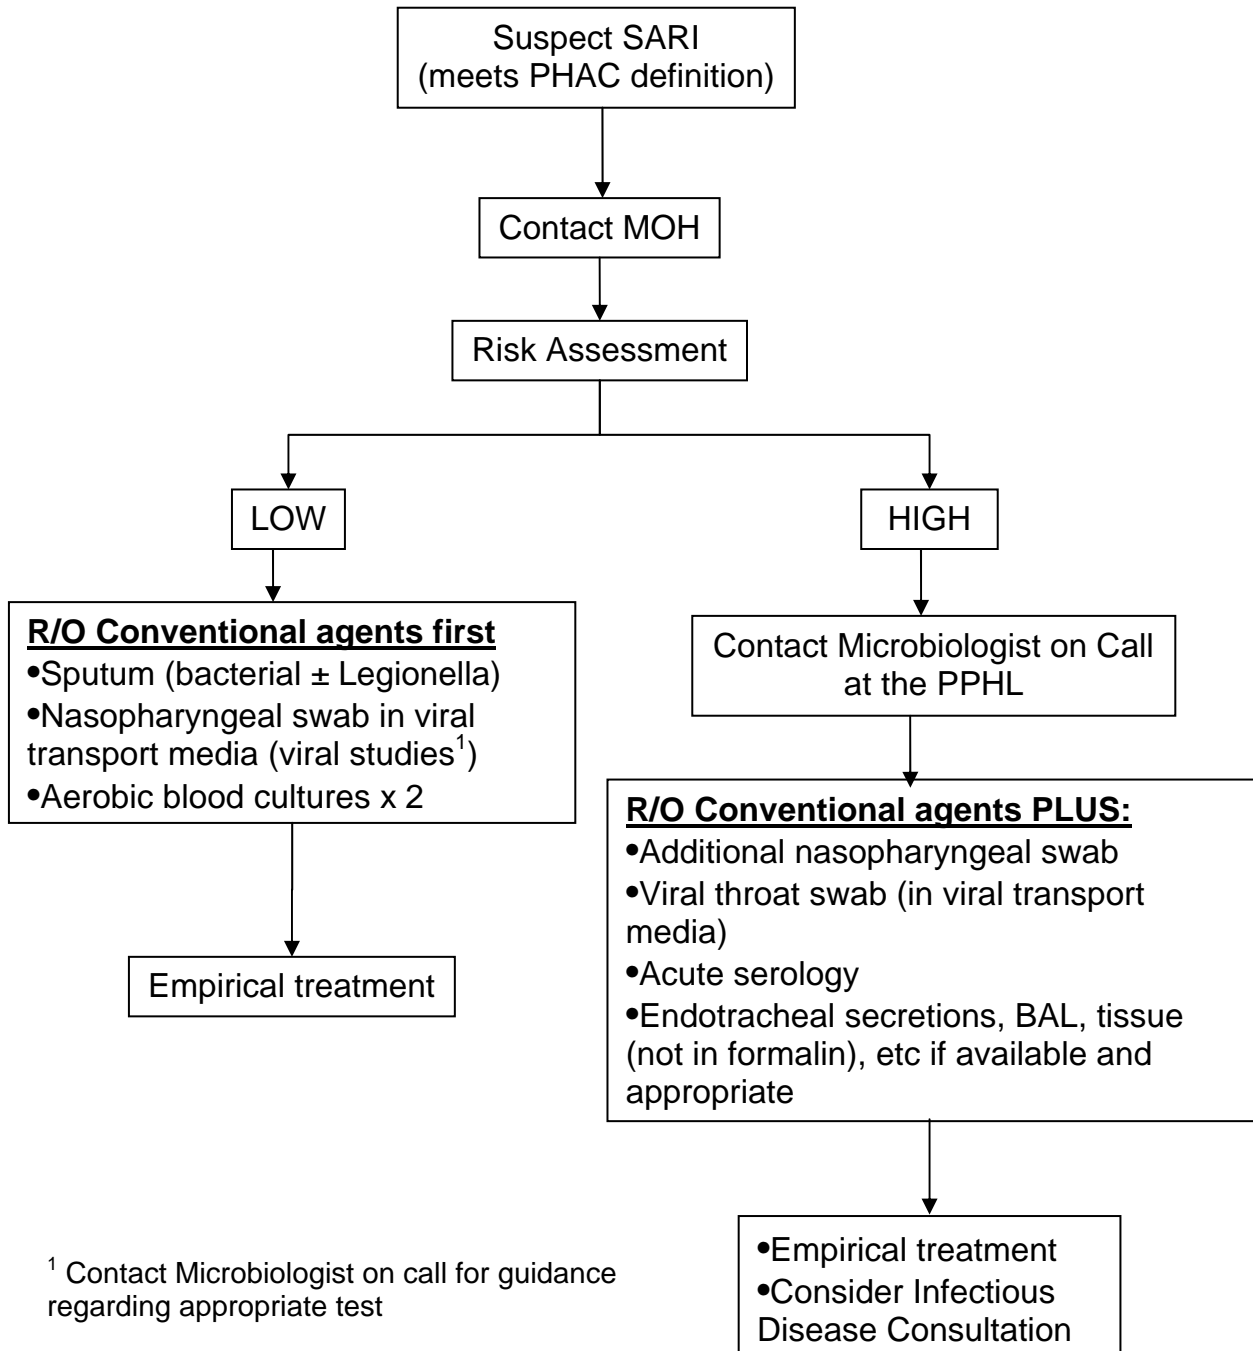 Suspect SARI
(meets PHAC definition)
Contact MOH
Risk Assessment
LOW
HIGH
R/O Conventional agents first
•Sputum (bacterial ± Legionella)
•Nasopharyngeal swab in viral
transport media (viral studies¹)
•Aerobic blood cultures x 2
Empirical treatment
Contact Microbiologist on Call
at the PPHL
R/O Conventional agents PLUS:
•Additional nasopharyngeal swab
•Viral throat swab (in viral transport
media)
•Acute serology
•Endotracheal secretions, BAL, tissue
(not in formalin), etc if available and
appropriate
•Empirical treatment
•Consider Infectious
Disease Consultation
¹ Contact Microbiologist on call for guidance
regarding appropriate test